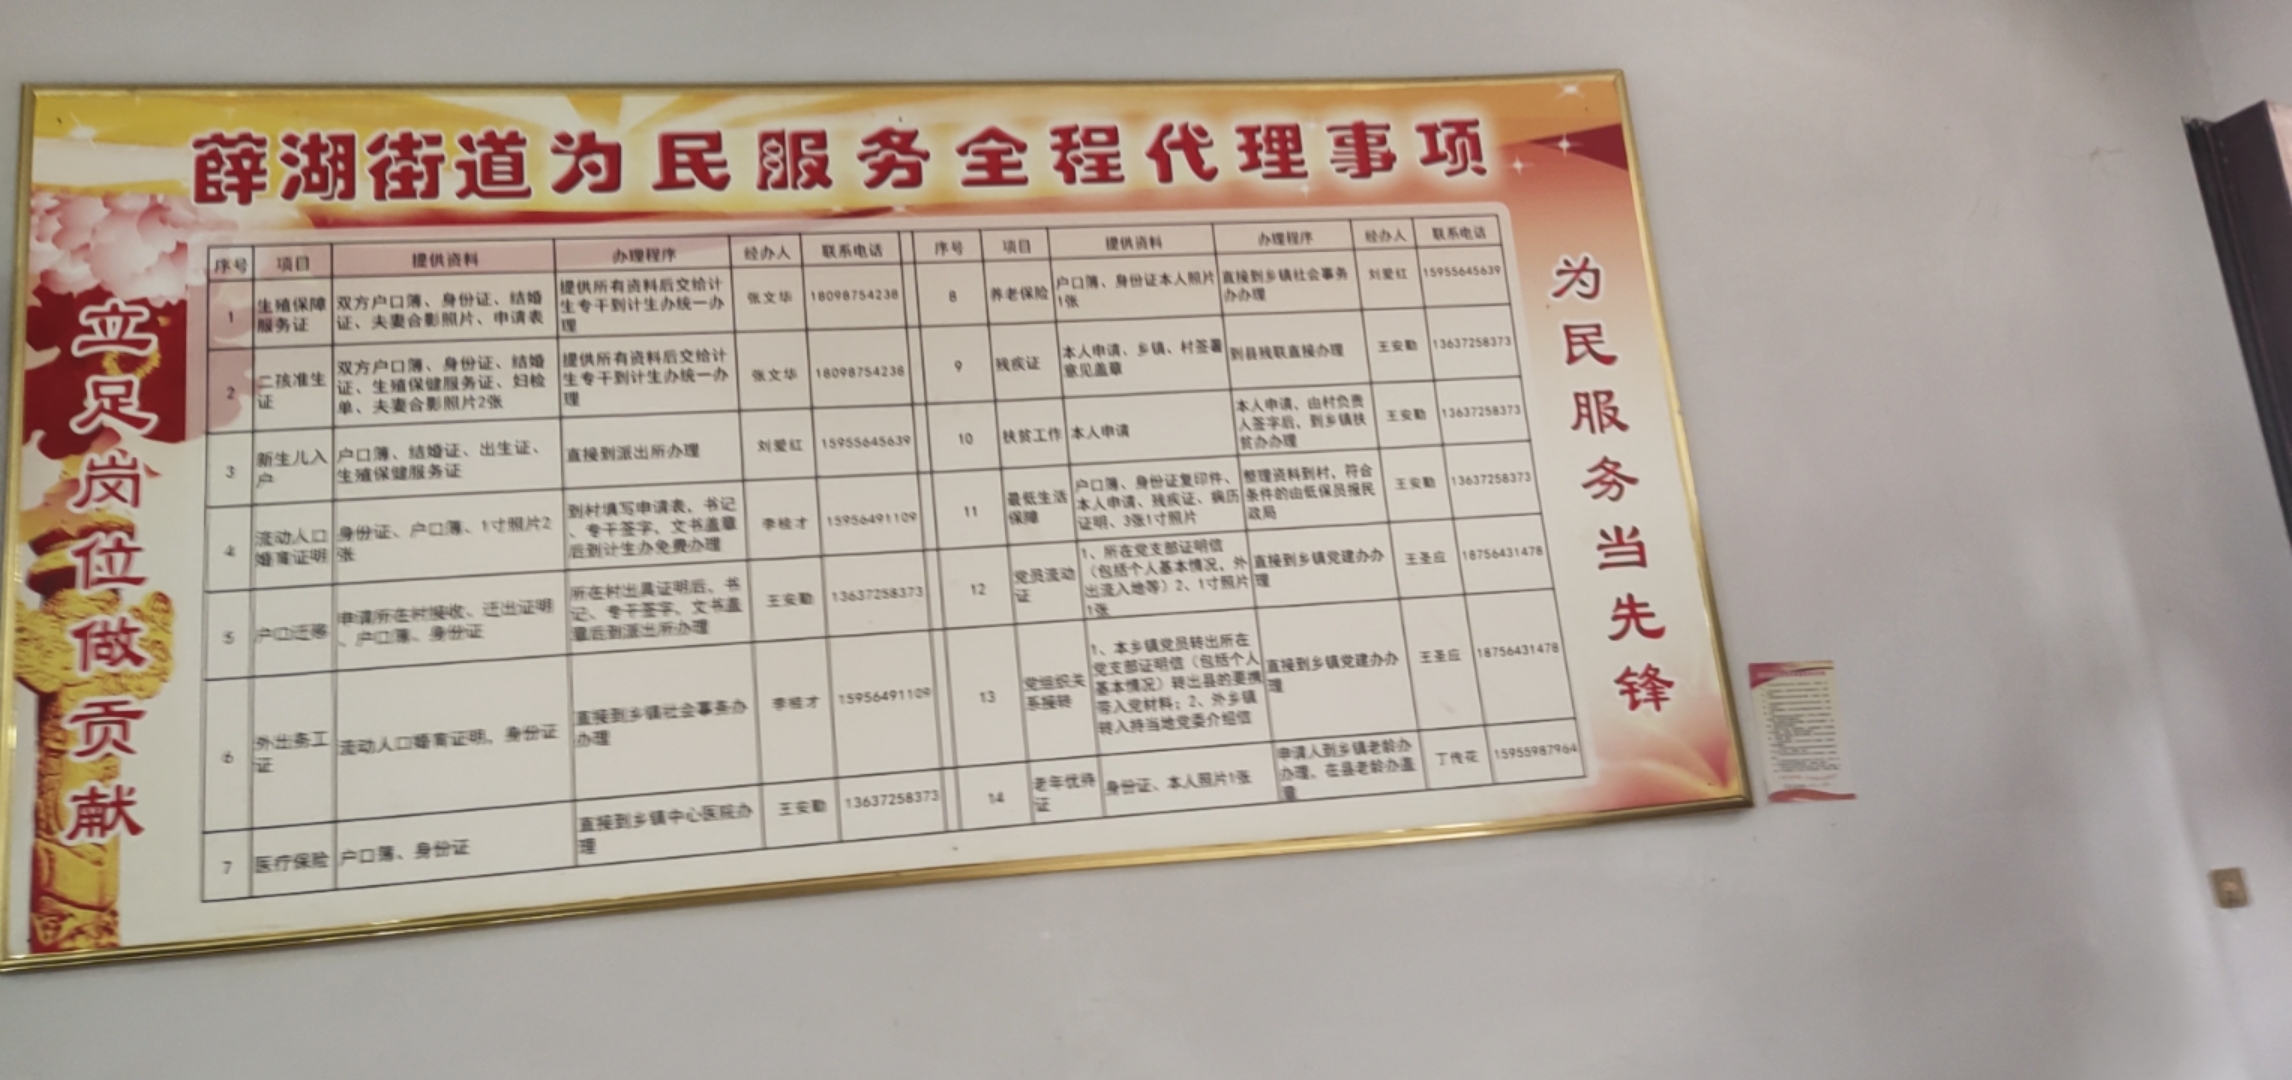 薛湖街道为民服务全程代理事项
立足岗位做贡献
序号 项目 提供资料 办理程序 经办人 联系电话
1 生殖保障服务证 双方户口簿、身份证、结婚证、夫妻合影照片、申请表 提供所有资料后交给计生专干到计生办统一办理 张文华 18098754238
2 二孩准生证 双方户口簿、身份证、结婚证、生殖保健服务证、妇检单、夫妻合影照片2张 提供所有资料后交给计生专干到计生办统一办理 张文华 18098754238
3 新生儿入户 户口簿、结婚证、出生证、生殖保健服务证 直接到派出所办理 刘爱红 15955645639
4 流动人口婚育证明 身份证、户口簿、1寸照片2张 到村填写申请表，书记、专干签字、文书盖章后到计生办免费办理 李桂才 15956491109
5 户口迁移 申请所在村接收、迁出证明、户口簿、身份证 所在村出具证明后，书记、专干签字，文书盖章后到派出所办理 王安勤 13637258373
6 外出务工证 流动人口婚育证明，身份证 直接到乡镇社会事务办办理 李桂才 15956491109
7 医疗保险 户口簿、身份证 直接到乡镇中心医院办理 王安勤 13637258373
序号 项目 提供资料 办理程序 经办人 联系电话
8 养老保险 户口簿、身份证本人照片1张 直接到乡镇社会事务办办理 刘爱红 15955645639
9 残疾证 本人申请、乡镇、村签署意见盖章 到县残联直接办理 王安勤 13637258373
10 扶贫工作 本人申请 本人申请、由村负责人签字后，到乡镇扶贫办办理 王安勤 13637258373
11 最低生活保障 户口簿、身份证复印件、本人申请、残疾证、病历证明、3张1寸照片 整理资料到村，符合条件的由低保员报民政局 王安勤 13637258373
12 党员流动证 1、所在党支部证明信（包括个人基本情况，外出流入地等）2、1寸照片1张 直接到乡镇党建办办理 王圣应 18756431478
13 党组织关系接转 1、本乡镇党员转出所在党支部证明信（包括个人基本情况）转出县的要携带入党材料；2、外乡镇转入持当地党委介绍信 直接到乡镇党建办办理 王圣应 18756431478
14 老年优待证 身份证、本人照片1张 申请人到乡镇老龄办办理，在县老龄办盖章 丁传花 15955987964
为民服务当先锋